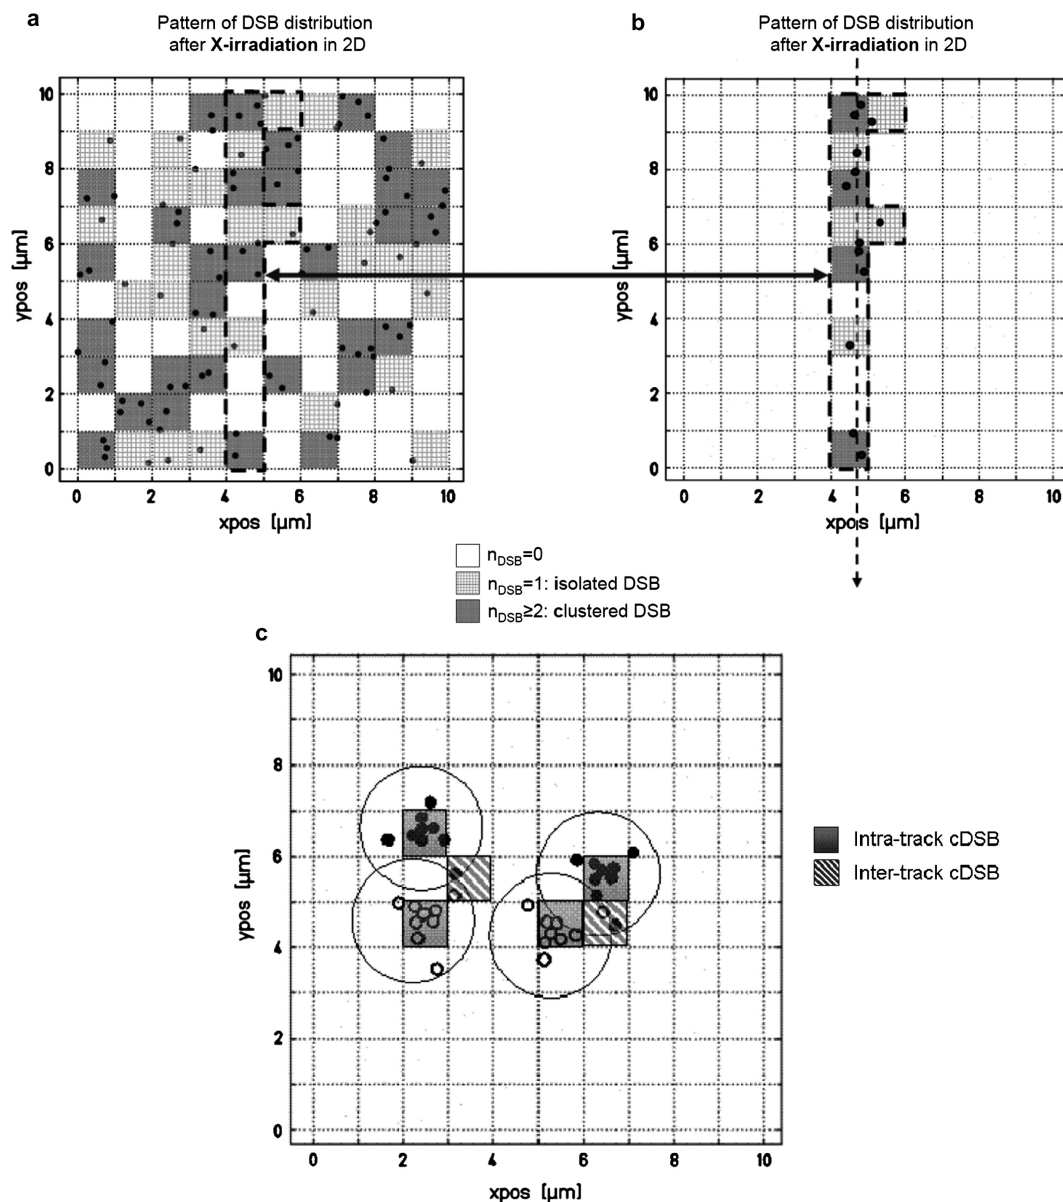 a
Pattern of DSB distribution
after X-irradiation in 2D
10
8
6
4
2
0
ypos [μm]
0 2 4 6 8 10
xpos [μm]
b
Pattern of DSB distribution
after X-irradiation in 2D
10
8
6
4
2
0
ypos [μm]
0 2 4 6 8 10
xpos [μm]
nDSB=0
nDSB=1: isolated DSB
nDSB≥2: clustered DSB
c
10
8
6
4
2
0
ypos [μm]
0 2 4 6 8 10
xpos [μm]
Intra-track cDSB
Inter-track cDSB